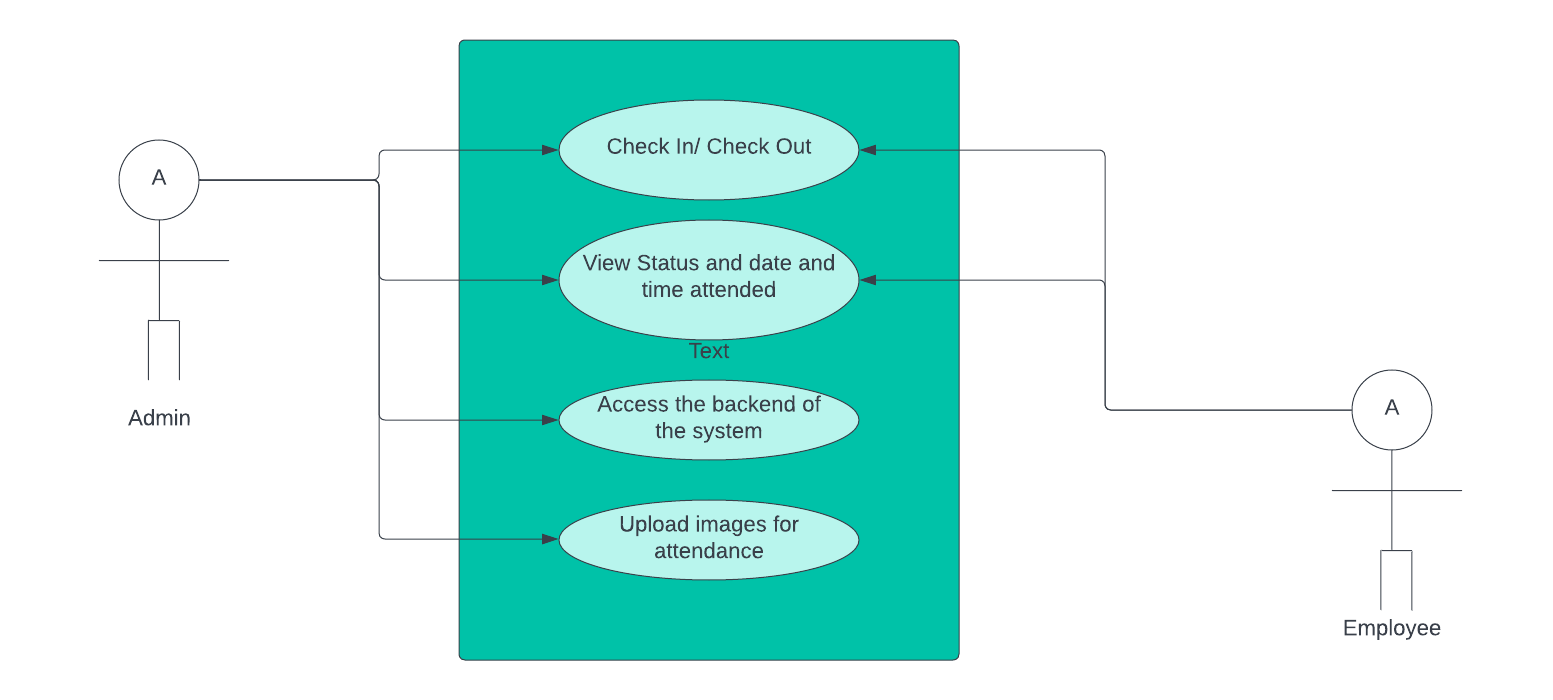 A
Admin
Check In/ Check Out
View Status and date and
time attended
Text
Access the backend of
the system
Upload images for
attendance
A
Employee